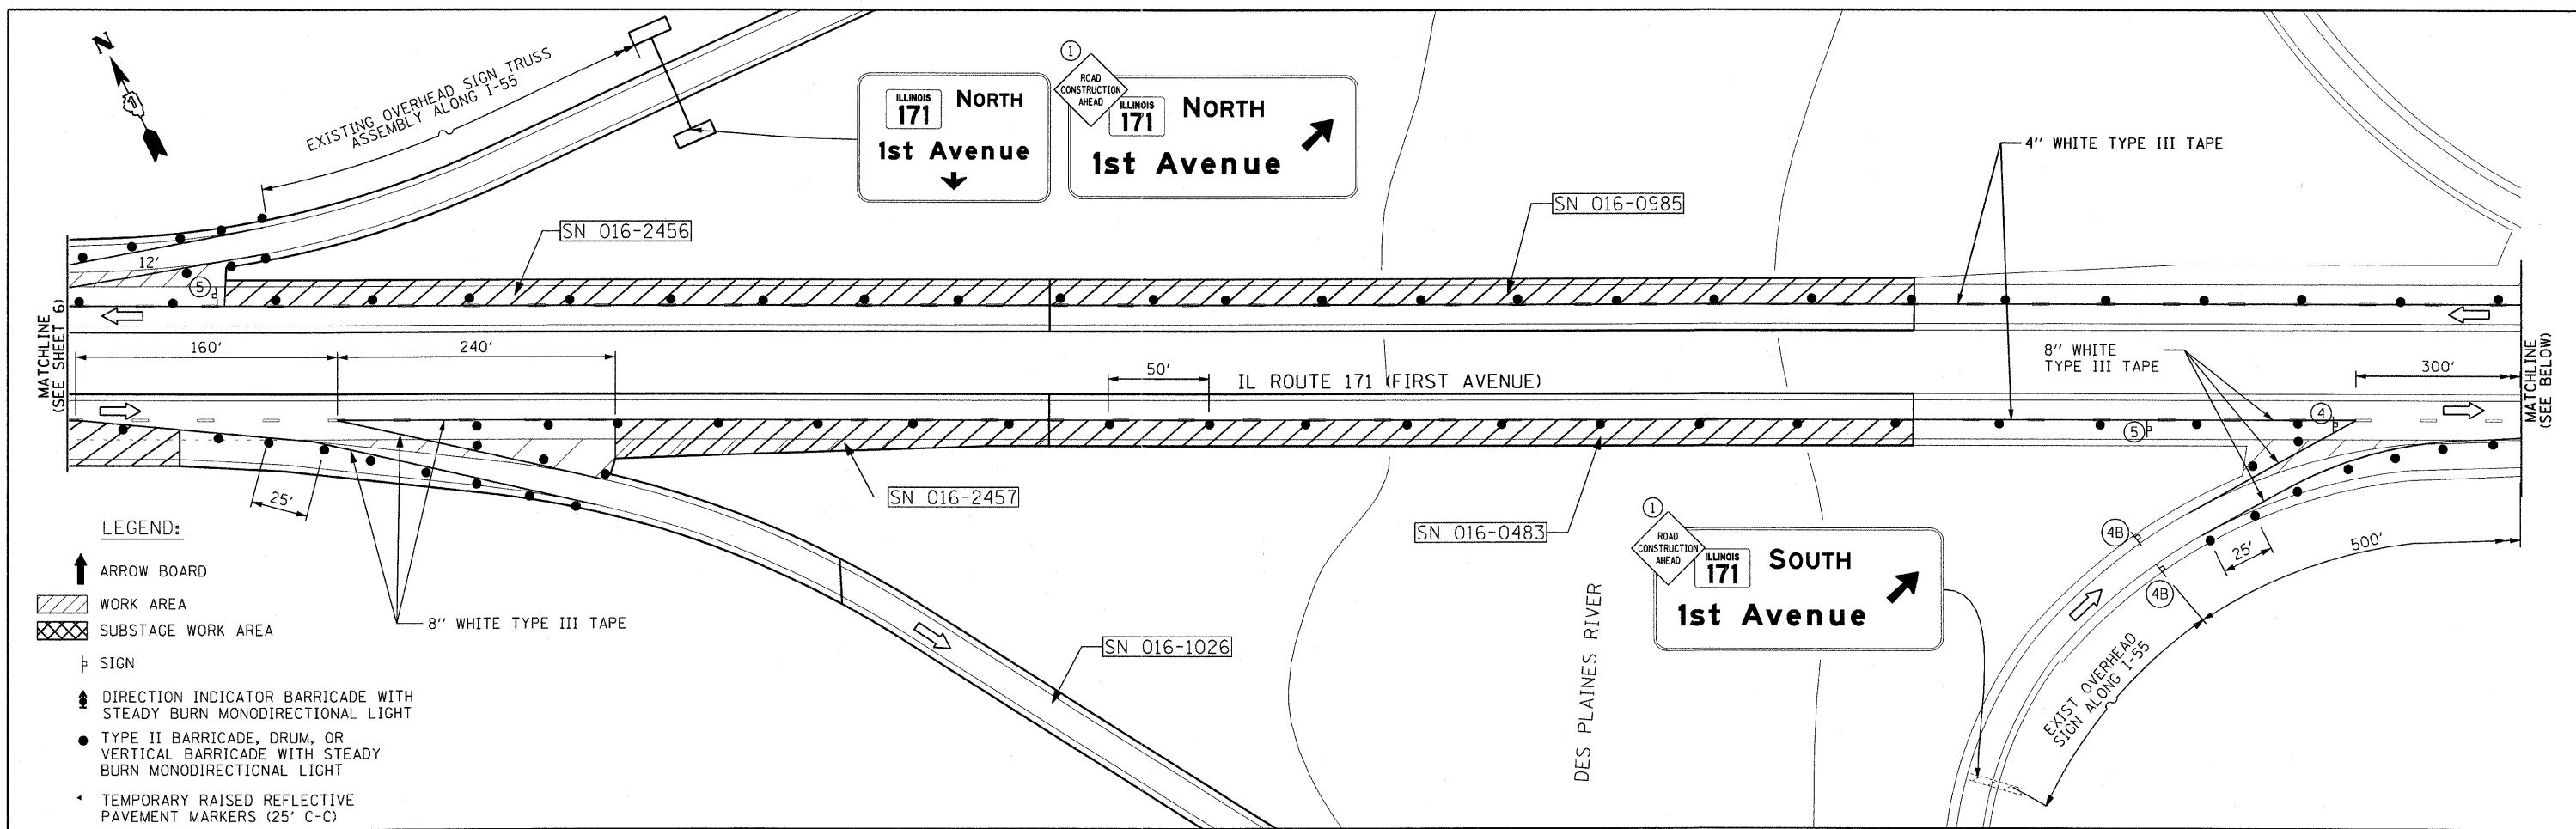 N
EXISTING OVERHEAD SIGN TRUSS
ASSEMBLY ALONG I-55
ILLINOIS
171
NORTH
1st Avenue
1
ROAD
CONSTRUCTION
AHEAD
ILLINOIS
171
NORTH
1st Avenue
4" WHITE TYPE III TAPE
SN 016-2456
SN 016-0985
12'
5
MATCHLINE
(SEE SHEET 6)
160'
240'
50'
IL ROUTE 171 (FIRST AVENUE)
8" WHITE
TYPE III TAPE
300'
MATCHLINE
(SEE BELOW)
4
5
25'
SN 016-2457
SN 016-0483
1
ROAD
CONSTRUCTION
AHEAD
ILLINOIS
171
SOUTH
1st Avenue
4B
4B
25'
500'
EXIST OVERHEAD
SIGN ALONG I-55
DES PLAINES RIVER
SN 016-1026
8" WHITE TYPE III TAPE
LEGEND:
ARROW BOARD
WORK AREA
SUBSTAGE WORK AREA
SIGN
DIRECTION INDICATOR BARRICADE WITH
STEADY BURN MONODIRECTIONAL LIGHT
TYPE II BARRICADE, DRUM, OR
VERTICAL BARRICADE WITH STEADY
BURN MONODIRECTIONAL LIGHT
TEMPORARY RAISED REFLECTIVE
PAVEMENT MARKERS (25' C-C)